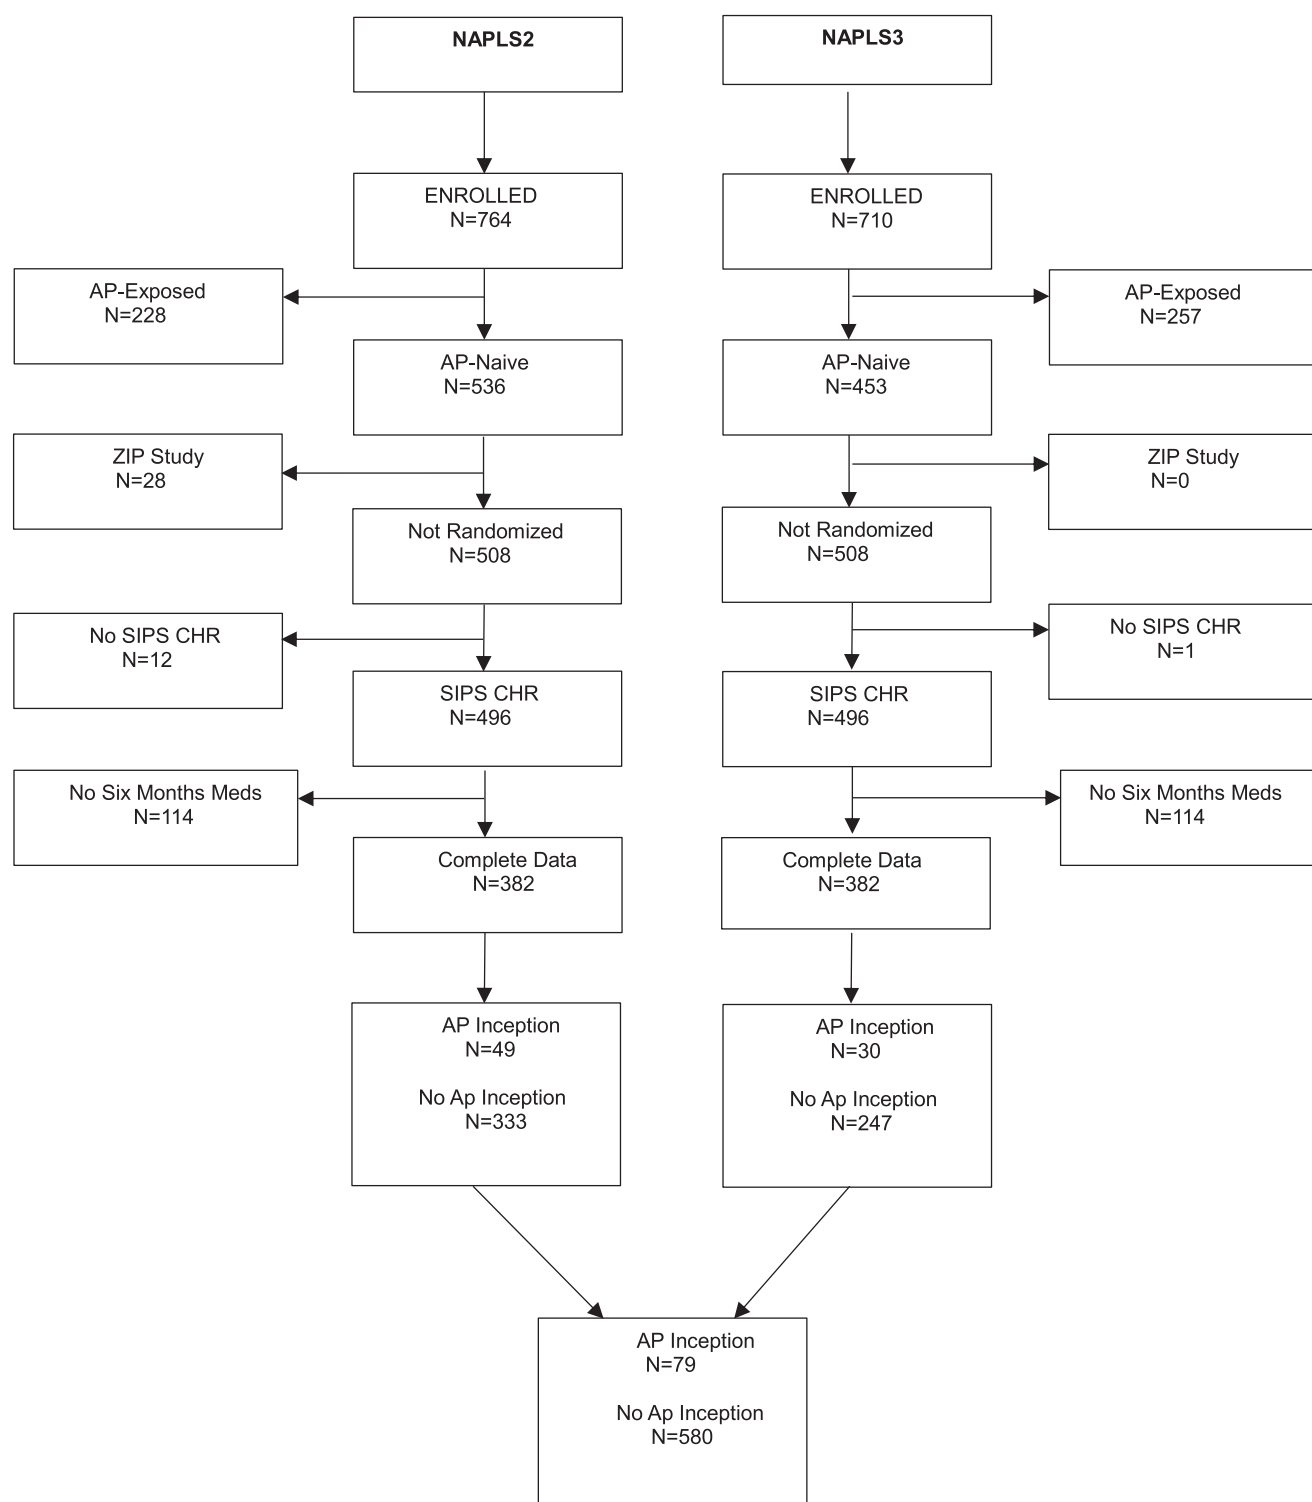 NAPLS2
NAPLS3
ENROLLED
N=764
ENROLLED
N=710
AP-Exposed
N=228
AP-Exposed
N=257
AP-Naive
N=536
AP-Naive
N=453
ZIP Study
N=28
ZIP Study
N=0
Not Randomized
N=508
Not Randomized
N=508
No SIPS CHR
N=12
No SIPS CHR
N=1
SIPS CHR
N=496
SIPS CHR
N=496
No Six Months Meds
N=114
No Six Months Meds
N=114
Complete Data
N=382
Complete Data
N=382
AP Inception
N=49
No Ap Inception
N=333
AP Inception
N=30
No Ap Inception
N=247
AP Inception
N=79
No Ap Inception
N=580